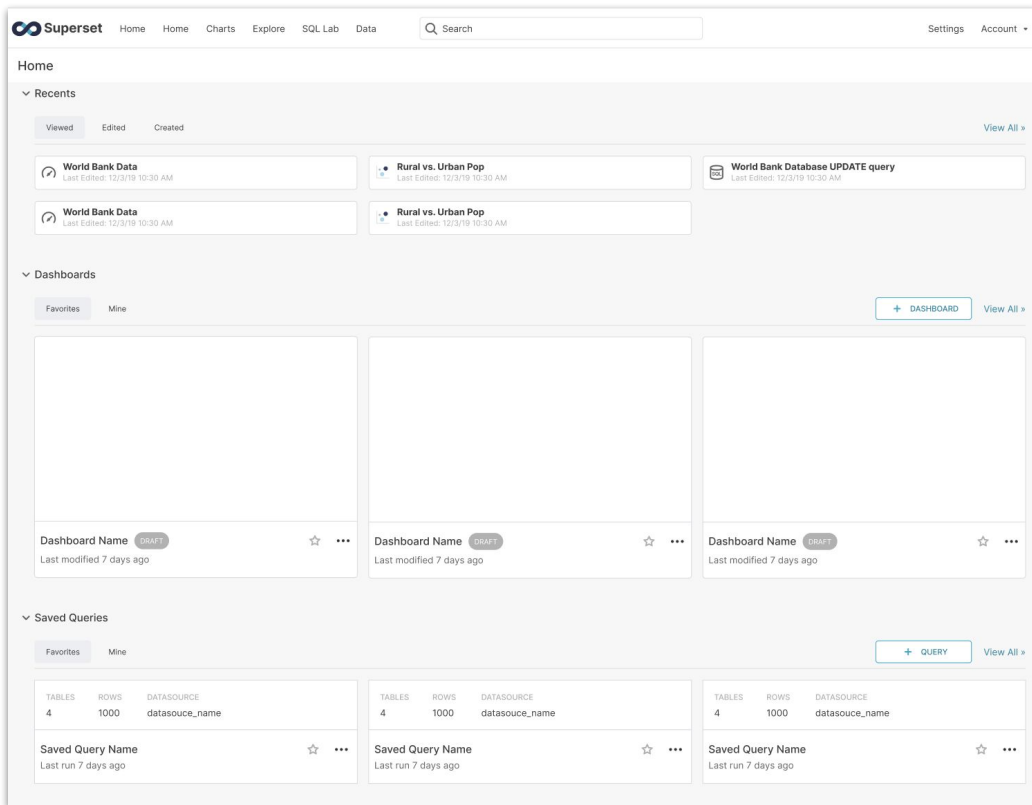 Superset Home Home Charts Explore SQL Lab Data Search Settings Account
Home
Recents
Viewed Edited Created View All »
World Bank Data
Last Edited: 12/3/19 10:30 AM
Rural vs. Urban Pop
Last Edited: 12/3/19 10:30 AM
World Bank Database UPDATE query
Last Edited: 12/3/19 10:30 AM
World Bank Data
Last Edited: 12/3/19 10:30 AM
Rural vs. Urban Pop
Last Edited: 12/3/19 10:30 AM
Dashboards
Favorites Mine + DASHBOARD View All »
Dashboard Name DRAFT
Last modified 7 days ago
Dashboard Name DRAFT
Last modified 7 days ago
Dashboard Name DRAFT
Last modified 7 days ago
Saved Queries
Favorites Mine + QUERY View All »
TABLES ROWS DATASOURCE
4 1000 datasouce_name
Saved Query Name
Last run 7 days ago
TABLES ROWS DATASOURCE
4 1000 datasouce_name
Saved Query Name
Last run 7 days ago
TABLES ROWS DATASOURCE
4 1000 datasouce_name
Saved Query Name
Last run 7 days ago